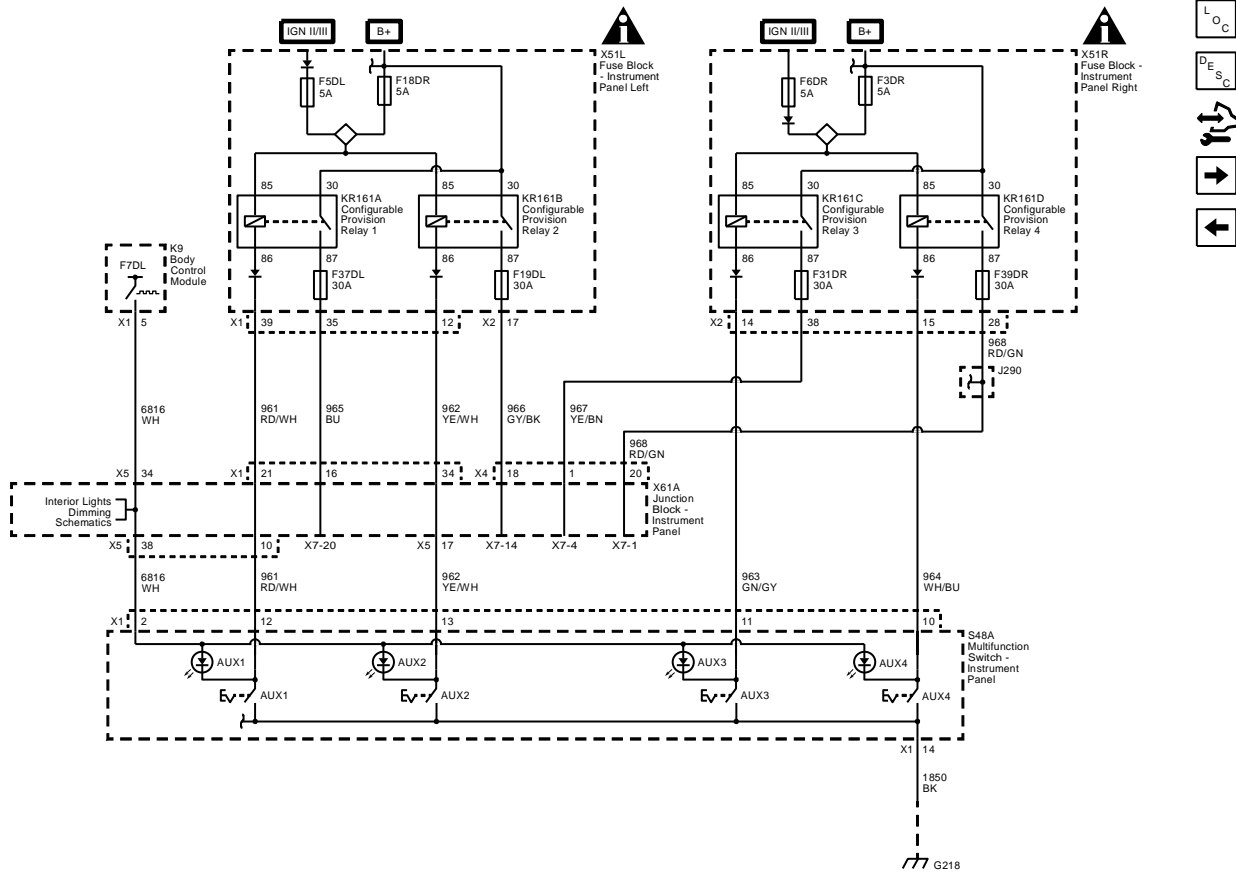 IGN II/III
B+
X51L
Fuse Block
- Instrument
Panel Left
F5DL
5A
F18DR
5A
85
30
85
30
KR161A
Configurable
Provision
Relay 1
KR161B
Configurable
Provision
Relay 2
86
87
86
87
F37DL
30A
F19DL
30A
X1
39
35
12
X2
17
IGN II/III
B+
X51R
Fuse Block -
Instrument
Panel Right
F6DR
5A
F3DR
5A
85
30
85
30
KR161C
Configurable
Provision
Relay 3
KR161D
Configurable
Provision
Relay 4
86
87
86
87
F31DR
30A
F39DR
30A
X2
14
38
15
28
968
RD/GN
J290
L
O
C
D
E
S
C
K9
Body
Control
Module
F7DL
X1
5
6816
WH
961
RD/WH
965
BU
962
YE/WH
966
GY/BK
967
YE/BN
968
RD/GN
X5
34
X1
21
16
34
X4
18
1
20
X61A
Junction
Block -
Instrument
Panel
Interior Lights
Dimming
Schematics
X5
38
10
X7-20
X5
17
X7-14
X7-4
X7-1
6816
WH
961
RD/WH
962
YE/WH
963
GN/GY
964
WH/BU
X1
2
12
13
11
10
S48A
Multifunction
Switch -
Instrument
Panel
AUX1
AUX2
AUX3
AUX4
AUX1
AUX2
AUX3
AUX4
X1
14
1850
BK
G218